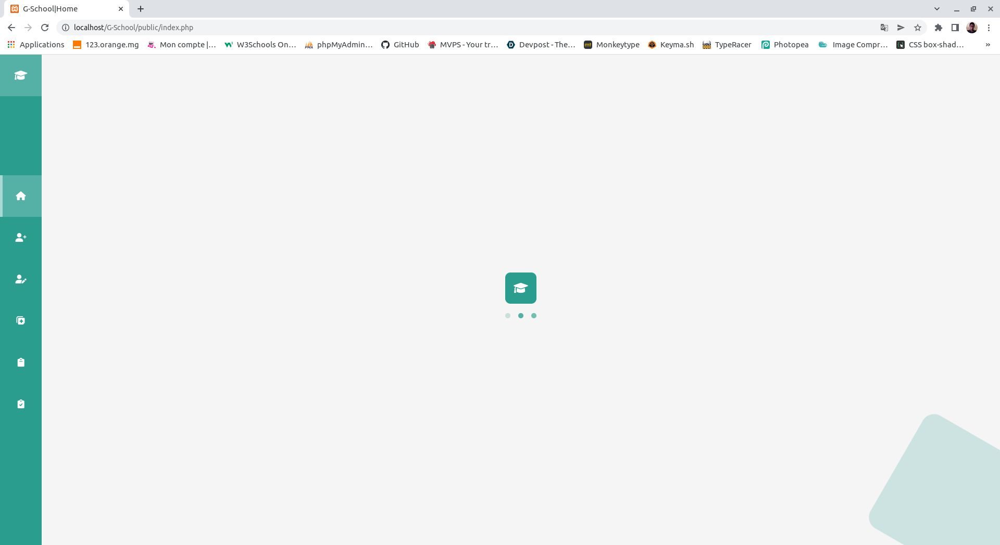 G-School|Home
localhost/G-School/public/index.php
Applications 123.orange.mg Mon compte |... W3Schools On... phpMyAdmin... GitHub MVPS - Your tr... Devpost - The... mt Monkeytype Keyma.sh TypeRacer Photopea Image Compr... CSS box-shad... »